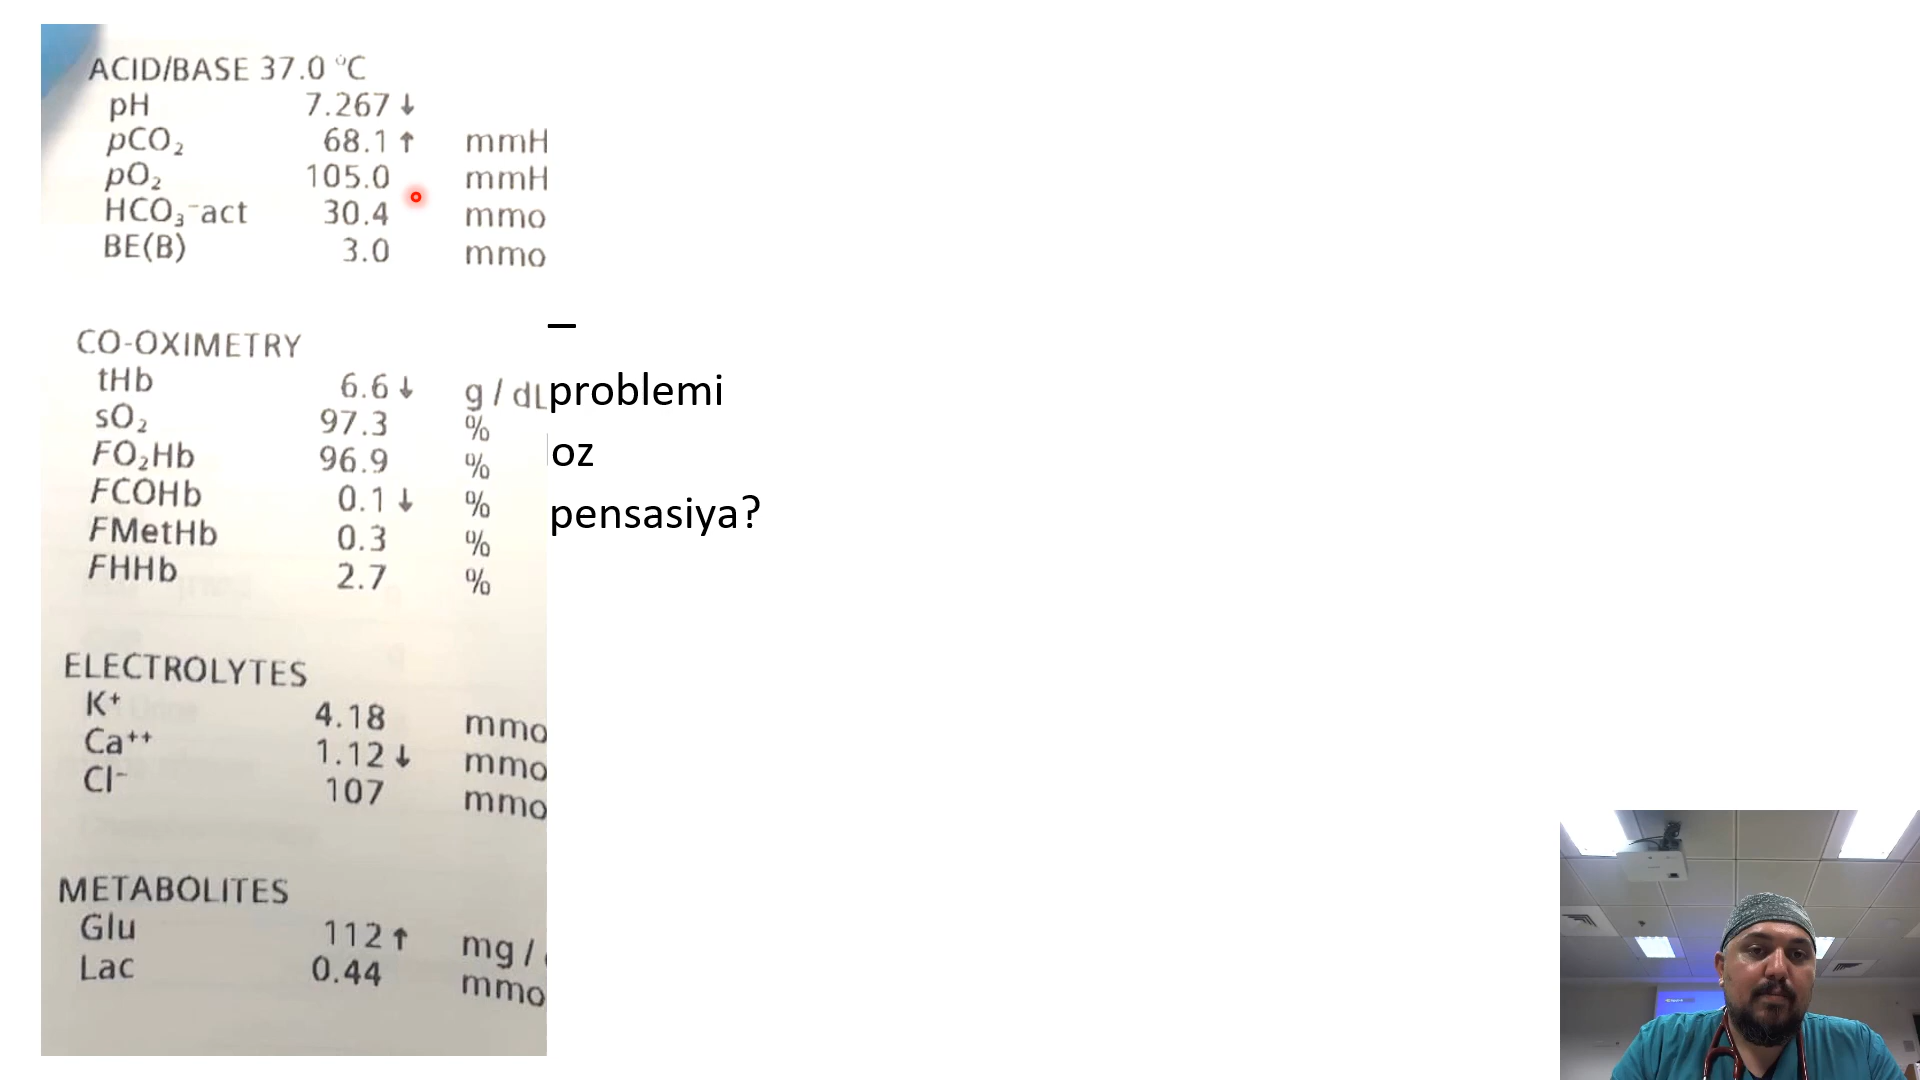 ACID/BASE 37.0 °C
pH 7.267 ↓
pCO₂ 68.1 ↑ mmH
pO₂ 105.0 mmH
HCO₃⁻act 30.4 mmo
BE(B) 3.0 mmo
CO-OXIMETRY
tHb 6.6 ↓ g / dL
sO₂ 97.3 %
FO₂Hb 96.9 %
FCOHb 0.1 ↓ %
FMetHb 0.3 %
FHHb 2.7 %
ELECTROLYTES
K⁺ 4.18 mmo
Ca⁺⁺ 1.12 ↓ mmo
Cl⁻ 107 mmo
METABOLITES
Glu 112 ↑ mg /
Lac 0.44 mmo
–
problemi
oz
pensasiya?